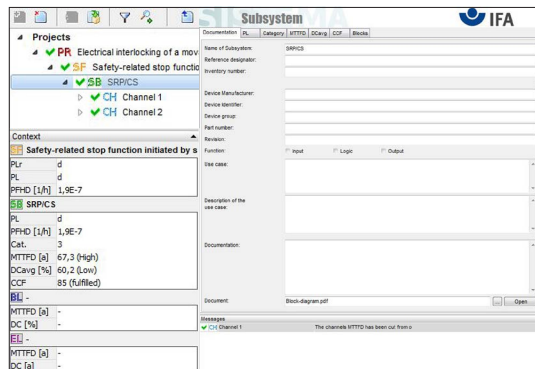 Subsystem
IFA
Projects
PR Electrical interlocking of a mov
SF Safety-related stop functio
SB SRP/CS
CH Channel 1
CH Channel 2
Context
SF Safety-related stop function initiated by s
PLr d
PL d
PFHD [1/h] 1,9E-7
SB SRP/CS
PL d
PFHD [1/h] 1,9E-7
Cat. 3
MTTFD [a] 67,3 (High)
DCavg [%] 60,2 (Low)
CCF 85 (fulfilled)
BL -
MTTFD [a] -
DC [%] -
EL -
MTTFD [a] -
DC [a] -
Documentation PL Category MTTFD DCavg CCF Blocks
Name of Subsystem: SRP/CS
Reference designator:
Inventory number:
Device Manufacturer:
Device Identifier:
Device group:
Part number:
Revision:
Function: Input Logic Output
Use case:
Description of the
use case:
Documentation:
Document: Block-diagram.pdf ... Open
Messages
CH Channel 1 The channels MTTFD has been cut from o